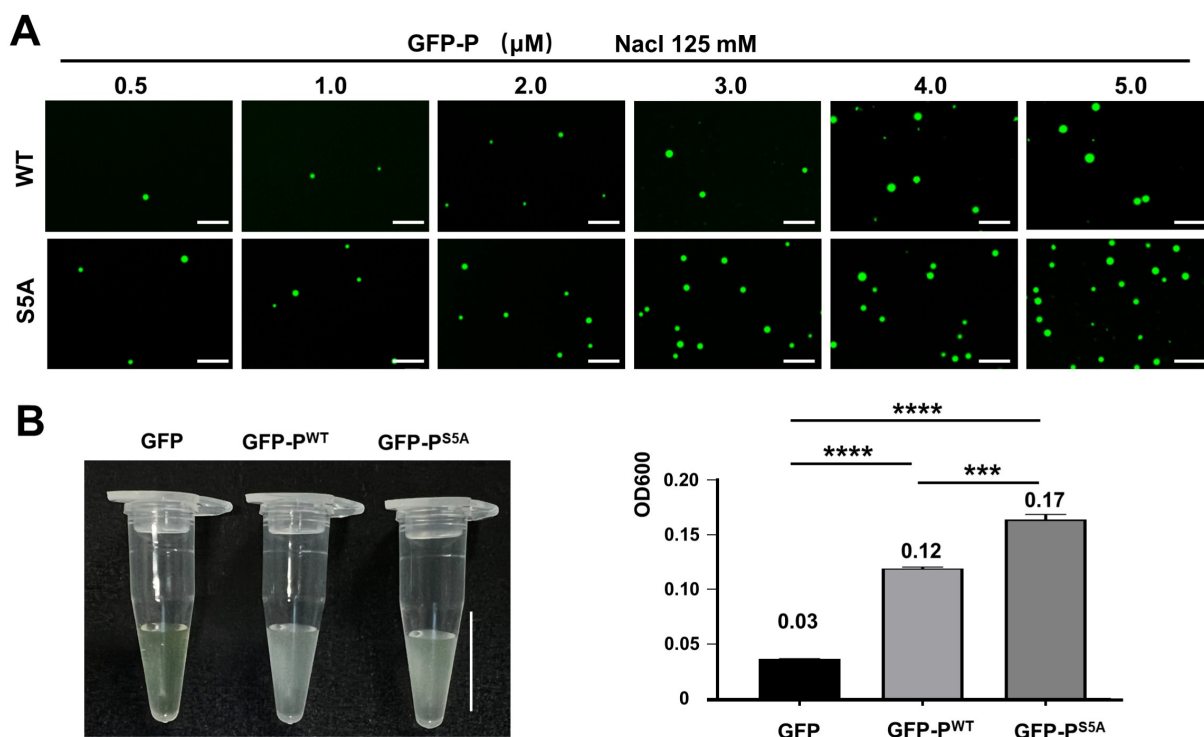 A
GFP-P (μM) NacI 125 mM
0.5 1.0 2.0 3.0 4.0 5.0
WT
S5A
B
GFP GFP-PWT GFP-PS5A
****
**** ***
OD600
0.20
0.15
0.10
0.05
0
0.03
0.12
0.17
GFP GFP-PWT GFP-PS5A